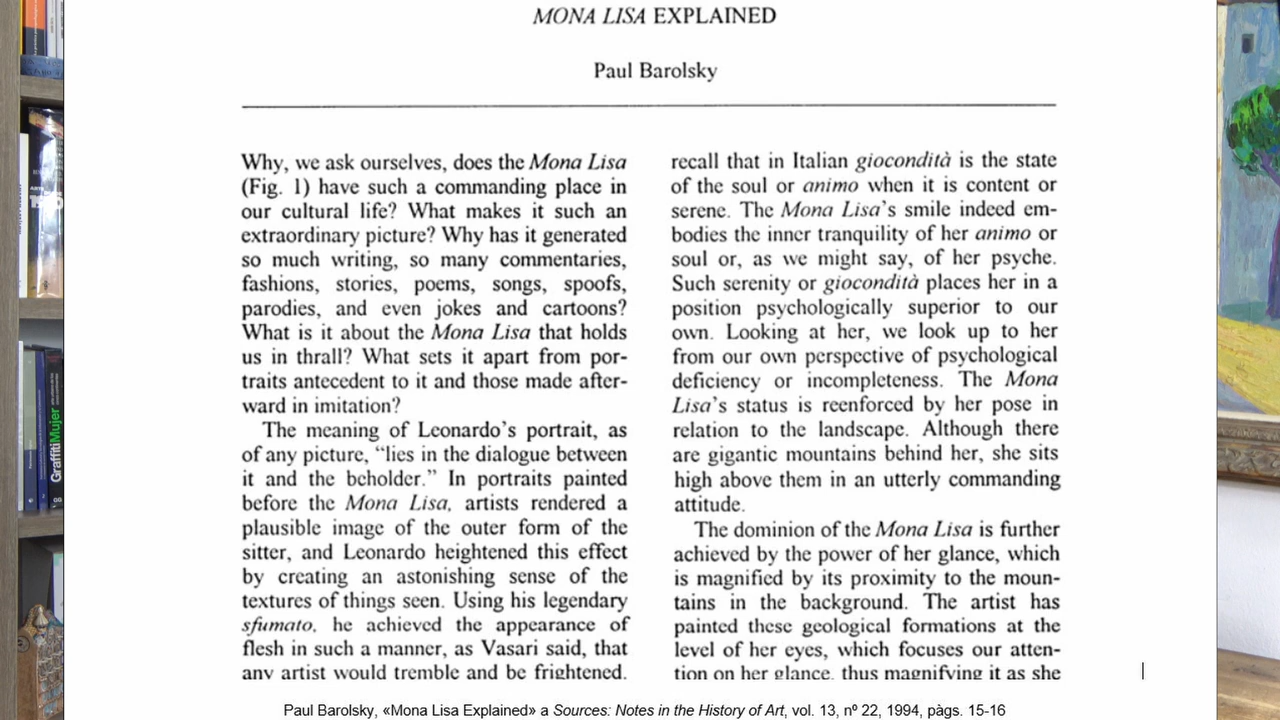 MONA LISA EXPLAINED
Paul Barolsky
Why, we ask ourselves, does the Mona Lisa
(Fig. 1) have such a commanding place in
our cultural life? What makes it such an
extraordinary picture? Why has it generated
so much writing, so many commentaries,
fashions, stories, poems, songs, spoofs,
parodies, and even jokes and cartoons?
What is it about the Mona Lisa that holds
us in thrall? What sets it apart from por-
traits antecedent to it and those made after-
ward in imitation?
The meaning of Leonardo's portrait, as
of any picture, “lies in the dialogue between
it and the beholder.” In portraits painted
before the Mona Lisa, artists rendered a
plausible image of the outer form of the
sitter, and Leonardo heightened this effect
by creating an astonishing sense of the
textures of things seen. Using his legendary
sfumato, he achieved the appearance of
flesh in such a manner, as Vasari said, that
any artist would tremble and be frightened.
recall that in Italian giocondità is the state
of the soul or animo when it is content or
serene. The Mona Lisa's smile indeed em-
bodies the inner tranquility of her animo or
soul or, as we might say, of her psyche.
Such serenity or giocondità places her in a
position psychologically superior to our
own. Looking at her, we look up to her
from our own perspective of psychological
deficiency or incompleteness. The Mona
Lisa's status is reenforced by her pose in
relation to the landscape. Although there
are gigantic mountains behind her, she sits
high above them in an utterly commanding
attitude.
The dominion of the Mona Lisa is further
achieved by the power of her glance, which
is magnified by its proximity to the moun-
tains in the background. The artist has
painted these geological formations at the
level of her eyes, which focuses our atten-
tion on her glance, thus magnifying it as she
Paul Barolsky, «Mona Lisa Explained» a Sources: Notes in the History of Art, vol. 13, nº 22, 1994, pàgs. 15-16
GraffitiMujer